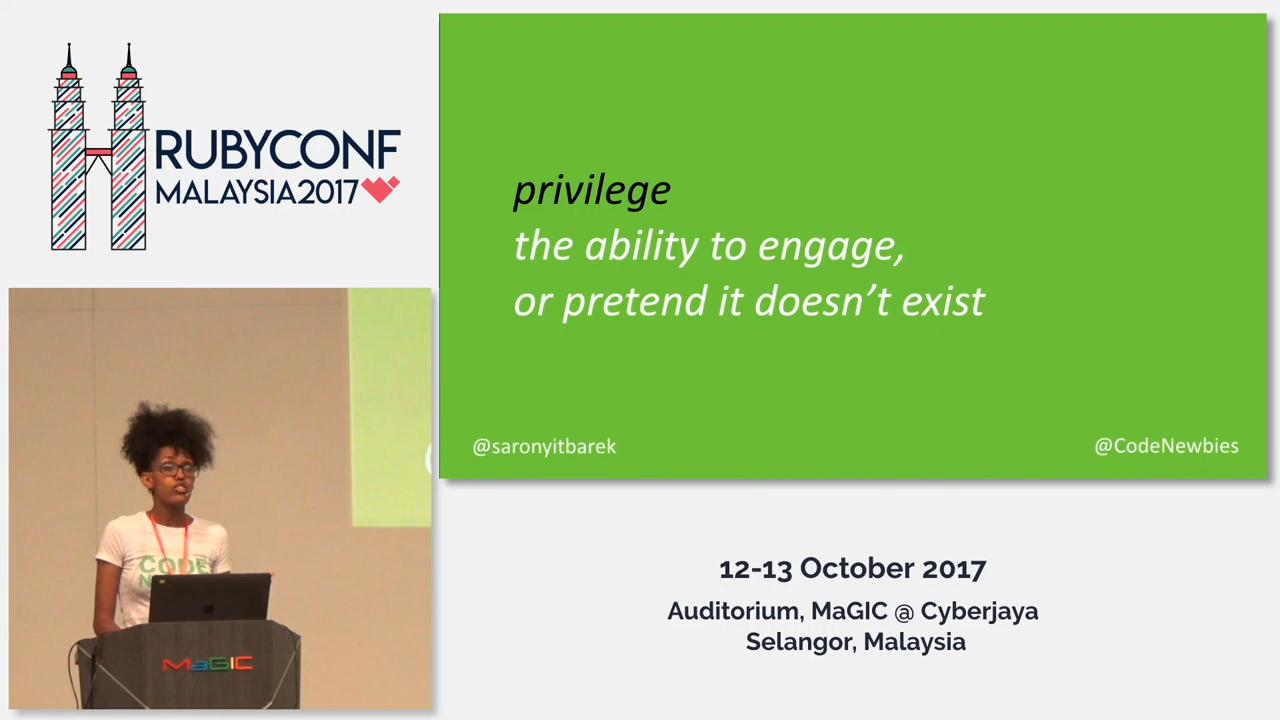 RUBYCONF
MALAYSIA2017
privilege
the ability to engage,
or pretend it doesn't exist
@saronyitbarek
@CodeNewbies
CODE
MaGIC
12-13 October 2017
Auditorium, MaGIC @ Cyberjaya
Selangor, Malaysia